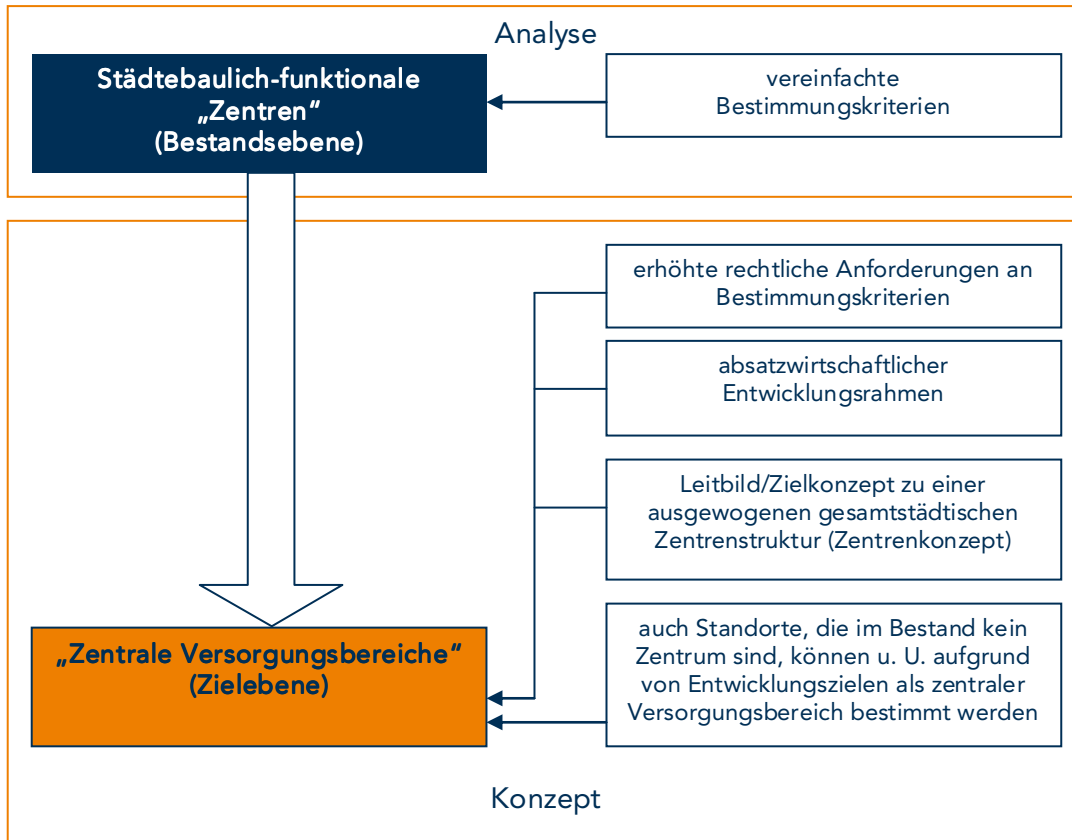 Analyse
Städtebaulich-funktionale
„Zentren“
(Bestandsebene)
vereinfachte
Bestimmungskriterien
erhöhte rechtliche Anforderungen an
Bestimmungskriterien
absatzwirtschaftlicher
Entwicklungsrahmen
Leitbild/Zielkonzept zu einer
ausgewogenen gesamtstädtischen
Zentrenstruktur (Zentrenkonzept)
auch Standorte, die im Bestand kein
Zentrum sind, können u. U. aufgrund
von Entwicklungszielen als zentraler
Versorgungsbereich bestimmt werden
„Zentrale Versorgungsbereiche“
(Zielebene)
Konzept